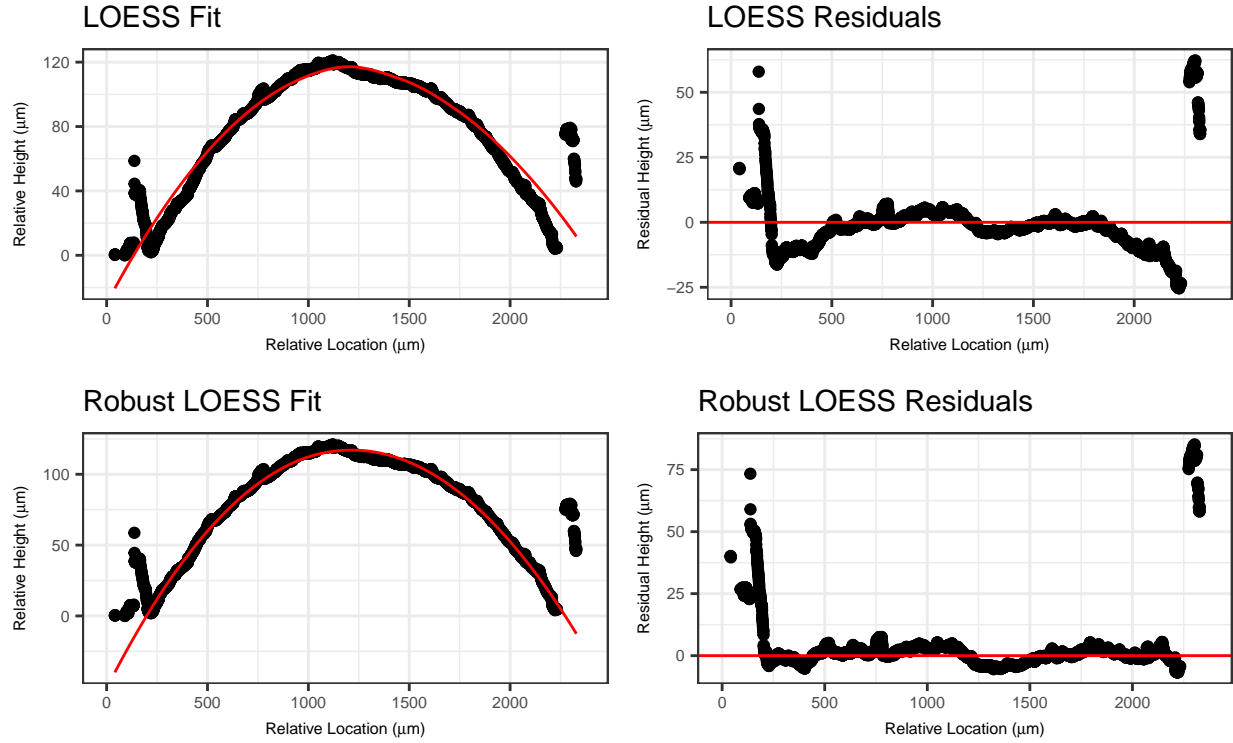 LOESS Fit
Relative Height (μm)
120
80
40
0
0 500 1000 1500 2000
Relative Location (μm)
LOESS Residuals
Residual Height (μm)
50
25
0
−25
0 500 1000 1500 2000
Relative Location (μm)
Robust LOESS Fit
Relative Height (μm)
100
50
0
0 500 1000 1500 2000
Relative Location (μm)
Robust LOESS Residuals
Residual Height (μm)
75
50
25
0
0 500 1000 1500 2000
Relative Location (μm)